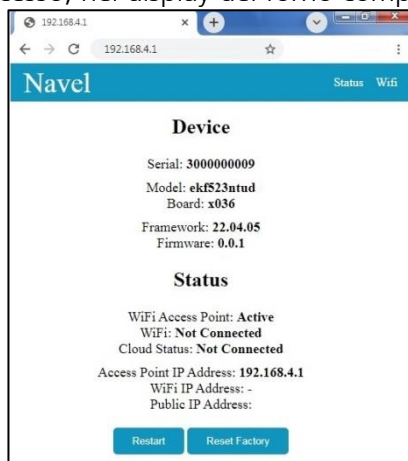 192.168.4.1
192.168.4.1
Navel Status Wifi
Device
Serial: 3000000009
Model: ekf523ntud
Board: x036
Framework: 22.04.05
Firmware: 0.0.1
Status
WiFi Access Point: Active
WiFi: Not Connected
Cloud Status: Not Connected
Access Point IP Address: 192.168.4.1
WiFi IP Address: -
Public IP Address:
Restart Reset Factory